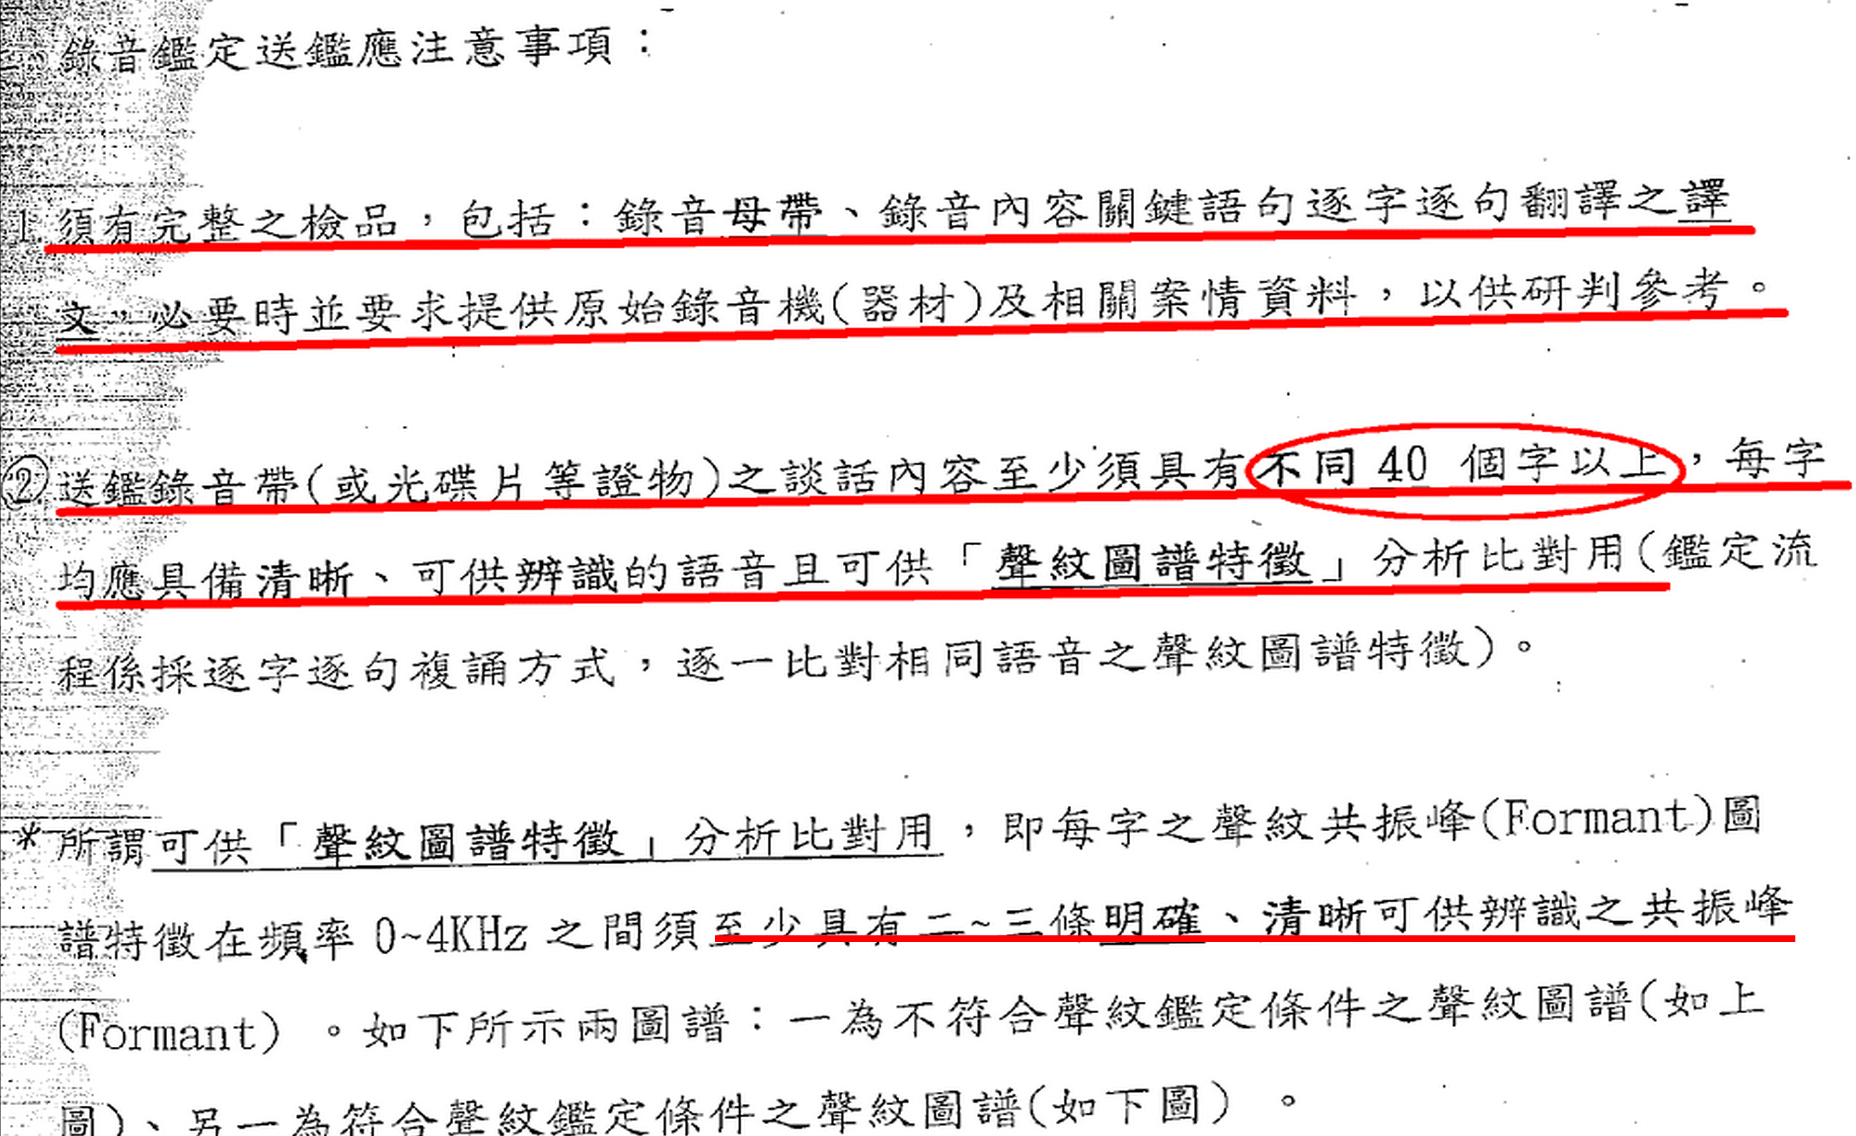 二、錄音鑑定送鑑應注意事項：
1.須有完整之檢品，包括：錄音母帶、錄音內容關鍵語句逐字逐句翻譯之譯
文。必要時並要求提供原始錄音機(器材)及相關案情資料，以供研判參考。
②送鑑錄音帶(或光碟片等證物)之談話內容至少須具有不同 40 個字以上，每字
均應具備清晰、可供辨識的語音且可供「聲紋圖譜特徵」分析比對用(鑑定流
程係採逐字逐句複誦方式，逐一比對相同語音之聲紋圖譜特徵)。
*所謂可供「聲紋圖譜特徵」分析比對用，即每字之聲紋共振峰(Formant)圖
譜特徵在頻率 0~4KHz 之間須至少具有二~三條明確、清晰可供辨識之共振峰
(Formant) 。如下所示兩圖譜：一為不符合聲紋鑑定條件之聲紋圖譜(如上
圖)、另一為符合聲紋鑑定條件之聲紋圖譜(如下圖) 。